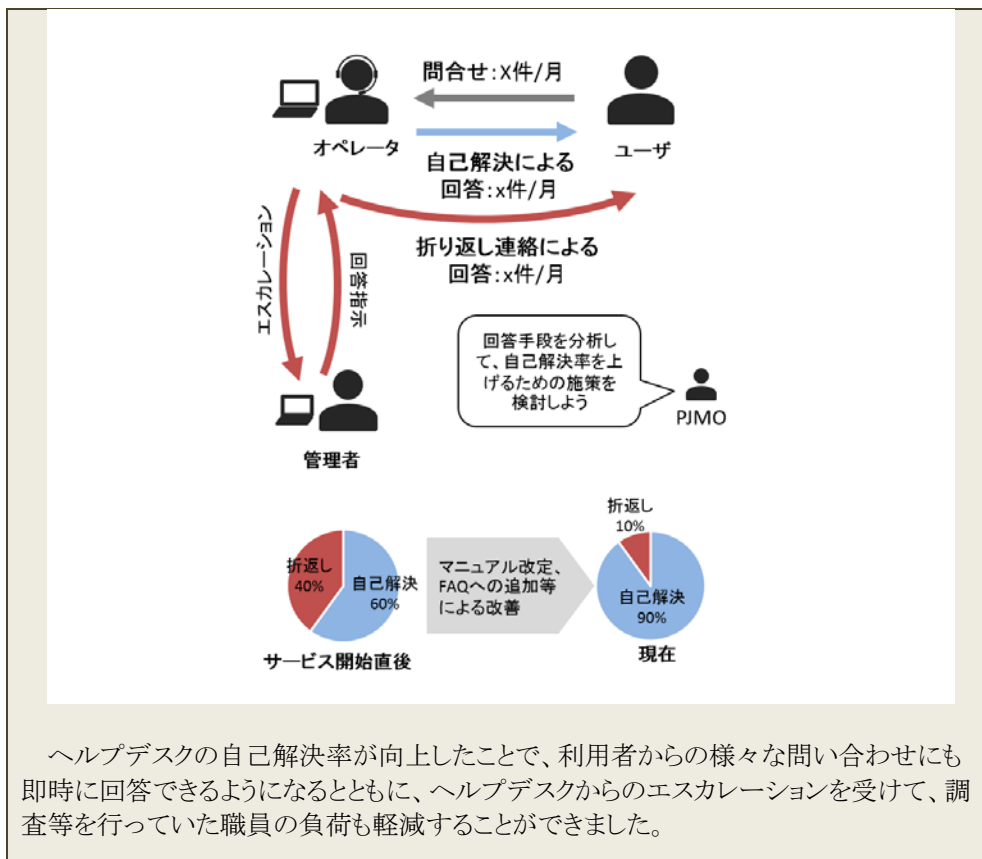 問合せ:X件/月
オペレータ
ユーザ
自己解決による
回答:x件/月
折り返し連絡による
回答:x件/月
エスカレーション
回答指示
回答手段を分析し
て、自己解決率を上
げるための施策を
検討しよう
PJMO
管理者
折返し
40%
自己解決
60%
サービス開始直後
マニュアル改定、
FAQへの追加等
による改善
折返し
10%
自己解決
90%
現在
ヘルプデスクの自己解決率が向上したことで、利用者からの様々な問い合わせにも
即時に回答できるようになるとともに、ヘルプデスクからのエスカレーションを受けて、調
査等を行っていた職員の負荷も軽減することができました。